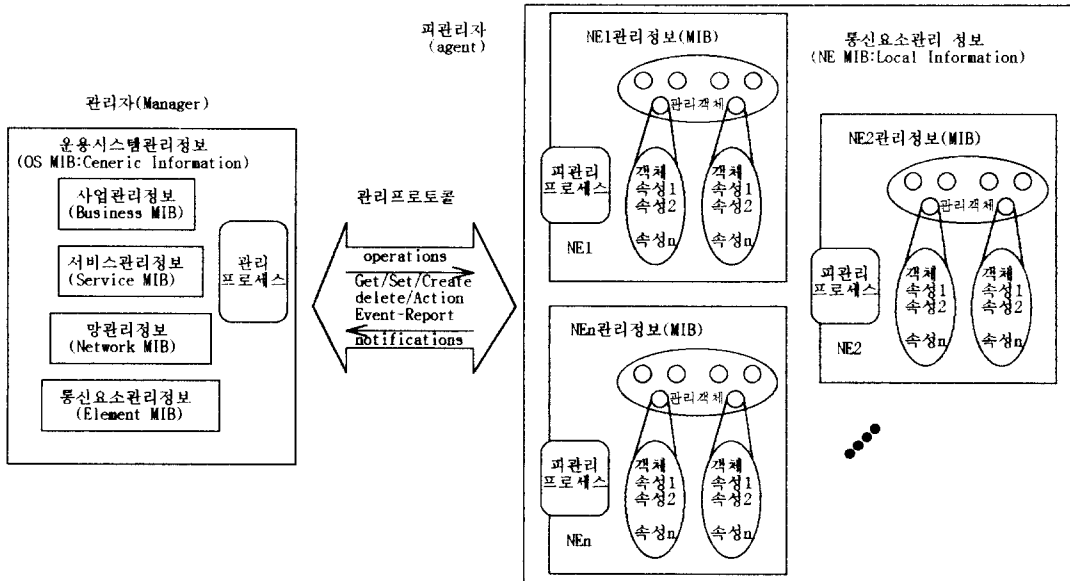 관리자(Manager)
운용시스템관리정보
(OS MIB:Ceneric Information)
사업관리정보
(Business MIB)
서비스관리정보
(Service MIB)
망관리정보
(Network MIB)
통신요소관리정보
(Element MIB)
관리
프로세스
관리프로토콜
operations
Get/Set/Create
delete/Action
Event-Report
notifications
피관리자
(agent)
통신요소관리 정보
(NE MIB:Local Information)
NE1관리정보(MIB)
관리객체
피관리
프로세스
객체
속성1
속성2
속성n
객체
속성1
속성2
속성n
NE1
NE2관리정보(MIB)
관리객체
피관리
프로세스
객체
속성1
속성2
속성n
객체
속성1
속성2
속성n
NE2
NEn관리정보(MIB)
관리객체
피관리
프로세스
객체
속성1
속성2
속성n
객체
속성1
속성2
속성n
NEn